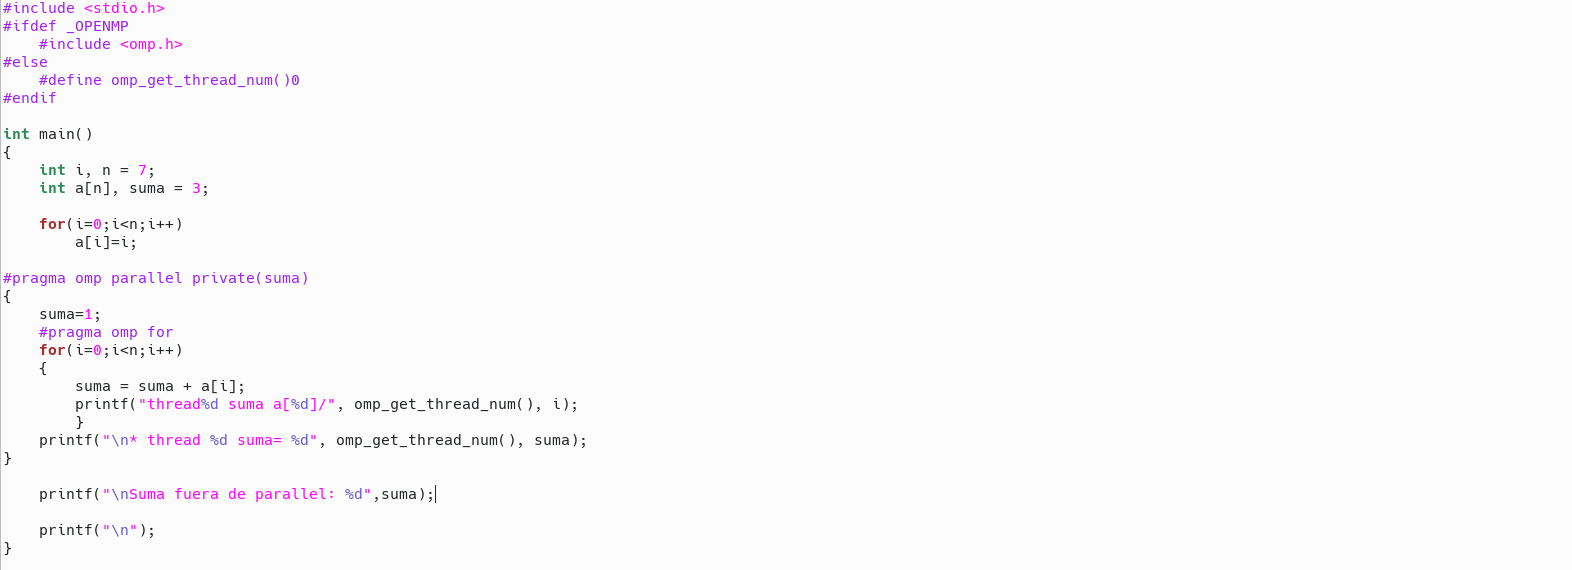 #include <stdio.h>
#ifdef _OPENMP
    #include <omp.h>
#else
    #define omp_get_thread_num()0
#endif

int main()
{
    int i, n = 7;
    int a[n], suma = 3;

    for(i=0;i<n;i++)
        a[i]=i;

#pragma omp parallel private(suma)
{
    suma=1;
    #pragma omp for
    for(i=0;i<n;i++)
    {
        suma = suma + a[i];
        printf("thread%d suma a[%d]/", omp_get_thread_num(), i);
        }
    printf("\n* thread %d suma= %d", omp_get_thread_num(), suma);
}

    printf("\nSuma fuera de parallel: %d",suma);

    printf("\n");
}